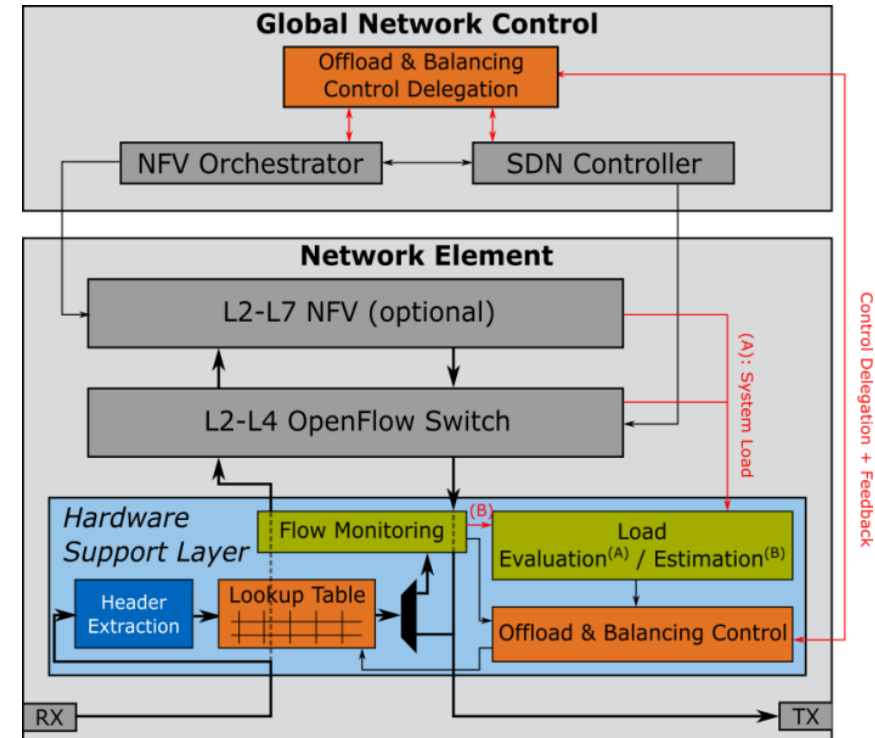 Global Network Control
Offload & Balancing
Control Delegation
NFV Orchestrator
SDN Controller
Network Element
L2-L7 NFV (optional)
(A): System Load
Control Delegation + Feedback
L2-L4 OpenFlow Switch
Hardware
Support Layer
Flow Monitoring
(B)
Load
Evaluation(A) / Estimation(B)
Header
Extraction
Lookup Table
Offload & Balancing Control
RX
TX